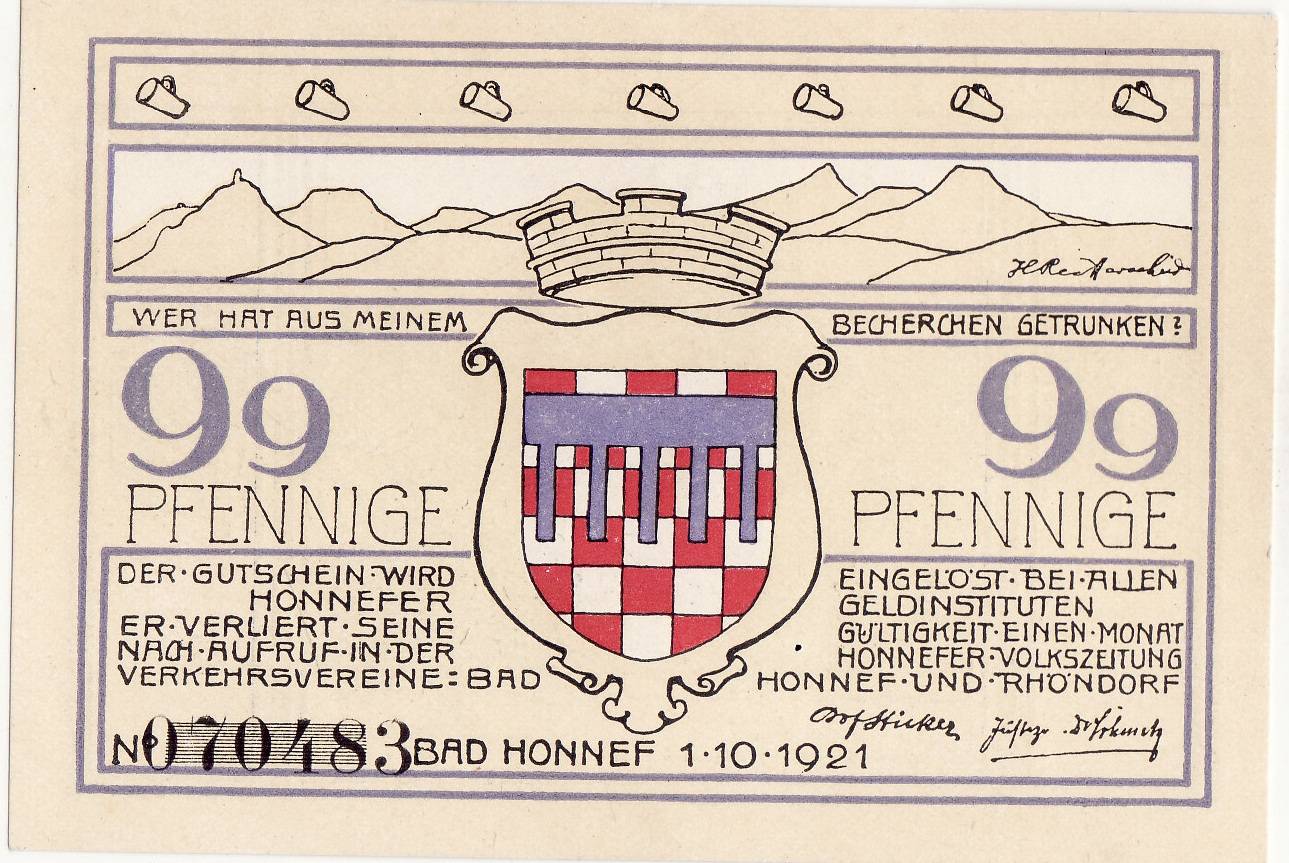 WER HAT AUS MEINEM BECHERCHEN GETRUNKEN?
99 99
PFENNIGE PFENNIGE
DER·GUTSCHEIN·WIRD EINGELÖST·BEI·ALLEN
HONNEFER GELDINSTITUTEN
ER·VERLIERT·SEINE GÜLTIGKEIT·EINEN·MONAT
NACH·AUFRUF·IN·DER HONNEFER·VOLKSZEITUNG
VERKEHRSVEREINE: BAD HONNEF·UND·RHÖNDORF
No 070483 BAD HONNEF 1·10·1921